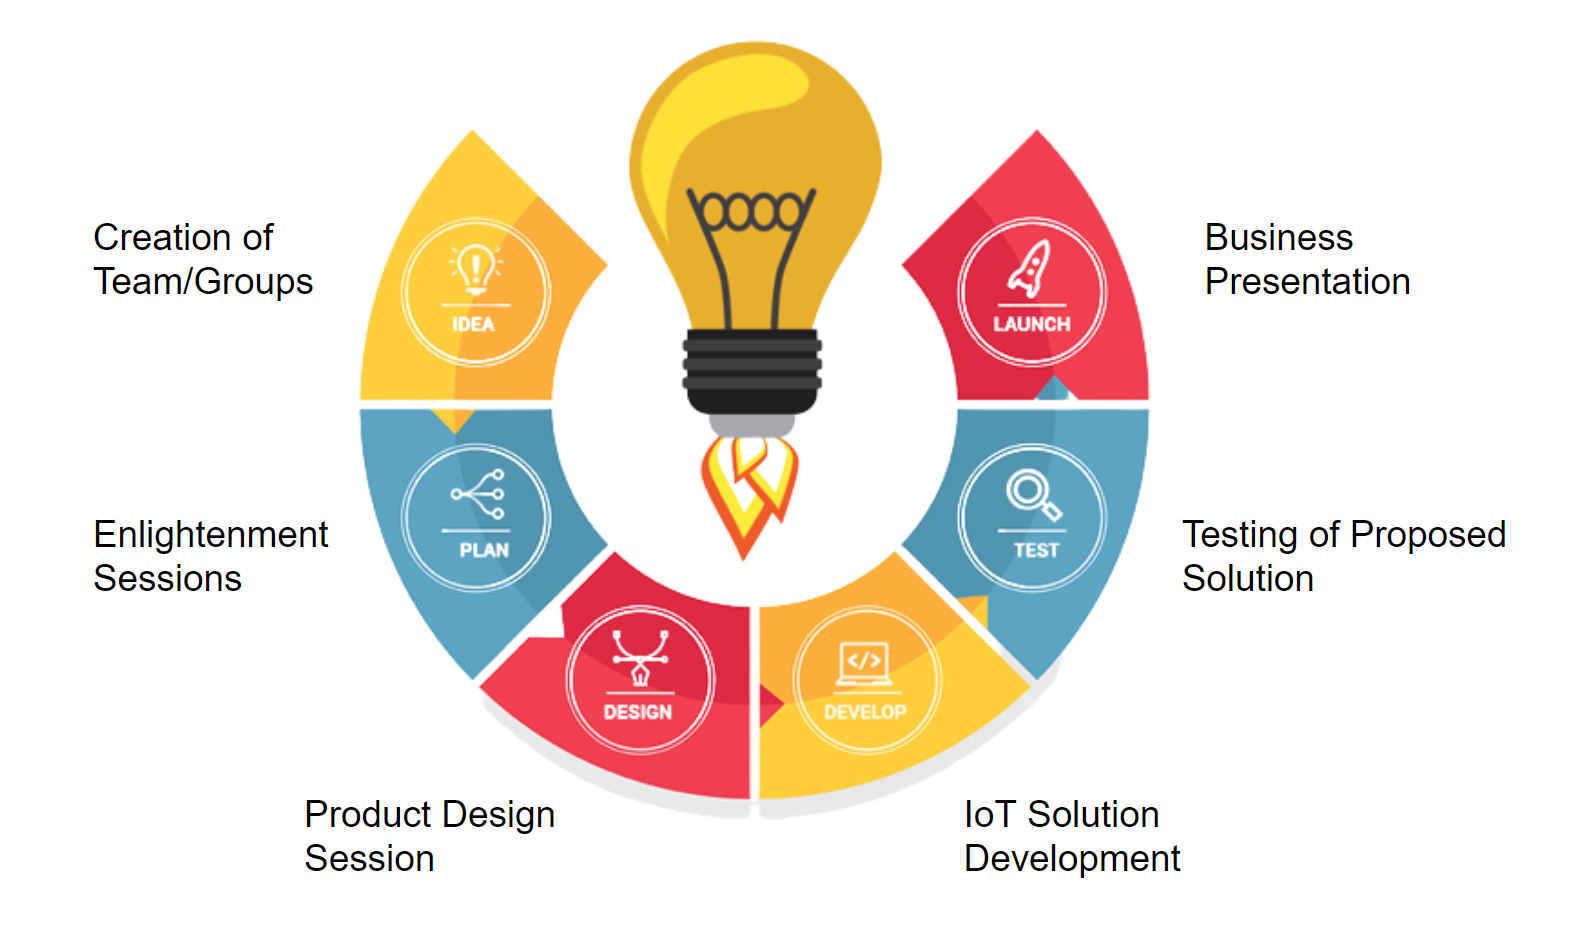 Creation of
Team/Groups
IDEA
Enlightenment
Sessions
PLAN
Product Design
Session
DESIGN
IoT Solution
Development
DEVELOP
</>
Testing of Proposed
Solution
TEST
Business
Presentation
LAUNCH